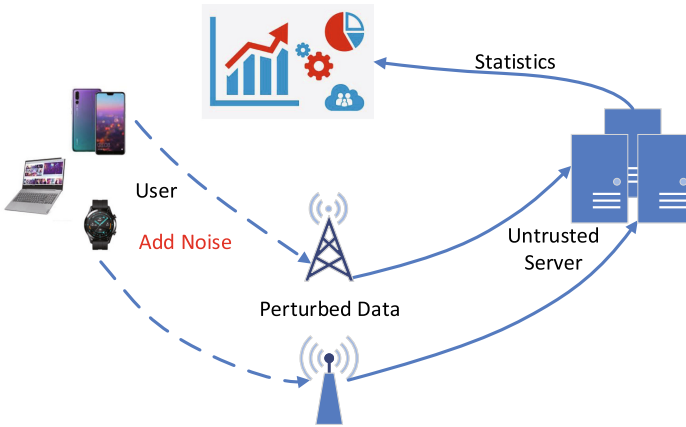 Statistics
User
Add Noise
Untrusted
Server
Perturbed Data